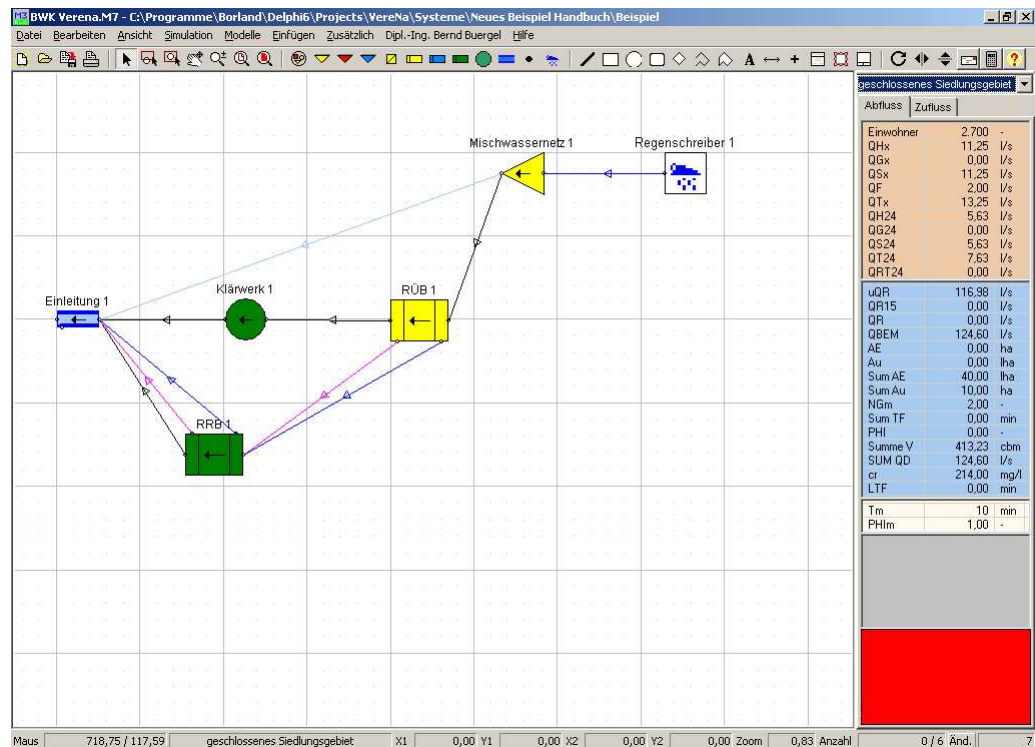 BWK Verena.M7 - C:\Programme\Borland\Delphi6\Projects\VereNa\Systeme\Neues Beispiel Handbuch\Beispiel
Datei Bearbeiten Ansicht Simulation Modelle Einfügen Zusätzlich Dipl.-Ing. Bernd Buergel Hilfe
geschlossenes Siedlungsgebiet
Abfluss Zufluss
Mischwassernetz 1
Regenschreiber 1
Einleitung 1
Klärwerk 1
RÜB 1
RRB 1
Einwohner 2.700 -
QHx 11,25 l/s
QGx 0,00 l/s
QSx 11,25 l/s
QF 2,00 l/s
QTx 13,25 l/s
QH24 5,63 l/s
QG24 0,00 l/s
QS24 5,63 l/s
QT24 7,63 l/s
QRT24 0,00 l/s
uQR 116,98 l/s
QR15 0,00 l/s
QR 0,00 l/s
QBEM 124,60 l/s
AE 0,00 ha
Au 0,00 lha
Sum AE 40,00 lha
Sum Au 10,00 ha
NGm 2,00 -
Sum TF 0,00 min
PHI 0,00 -
Summe V 413,23 cbm
SUM QD 124,60 l/s
cr 214,00 mg/l
LTF 0,00 min
Tm 10 min
PHIm 1,00 -
Maus 718,75 / 117,59 geschlossenes Siedlungsgebiet X1 0,00 Y1 0,00 X2 0,00 Y2 0,00 Zoom 0,83 Anzahl 0 / 6 Änd. 7